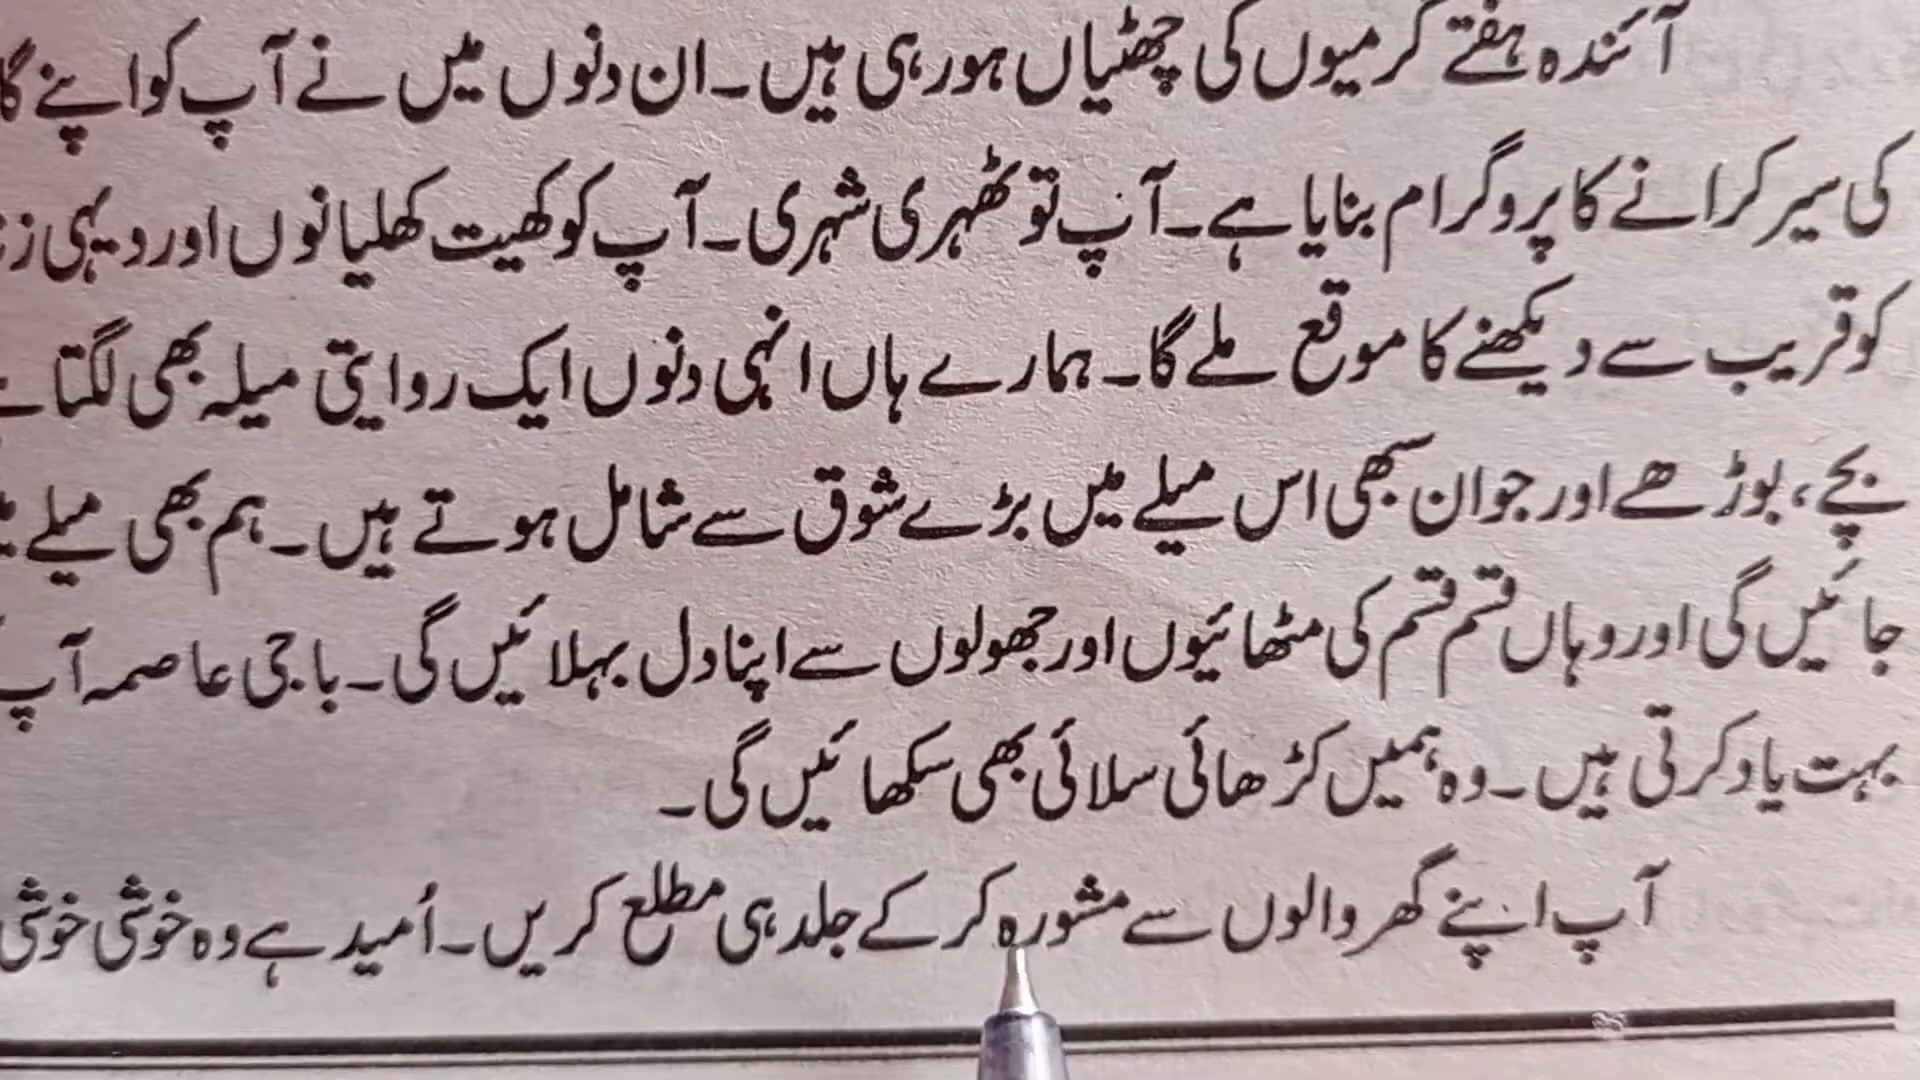 آئندہ ہفتے گرمیوں کی چھٹیاں ہو رہی ہیں۔ ان دنوں میں نے آپ کو اپنے
کی سیر کرانے کا پروگرام بنایا ہے۔ آپ تو ٹھہری شہری۔ آپ کو کھیت کھلیانوں اور دیہی
کو قریب سے دیکھنے کا موقع ملے گا۔ ہمارے ہاں انہی دنوں ایک روایتی میلہ بھی لگتا
بچے، بوڑھے اور جوان سبھی اس میلے میں بڑے شوق سے شامل ہوتے ہیں۔ ہم بھی میلے
جائیں گی اور وہاں قسم قسم کی مٹھائیوں اور جھولوں سے اپنا دل بہلائیں گی۔ باجی عاصمہ آپ
بہت یاد کرتی ہیں۔ وہ ہمیں کڑھائی سلائی بھی سکھائیں گی۔
آپ اپنے گھر والوں سے مشورہ کر کے جلد ہی مطلع کریں۔ اُمید ہے وہ خوشی خوشی